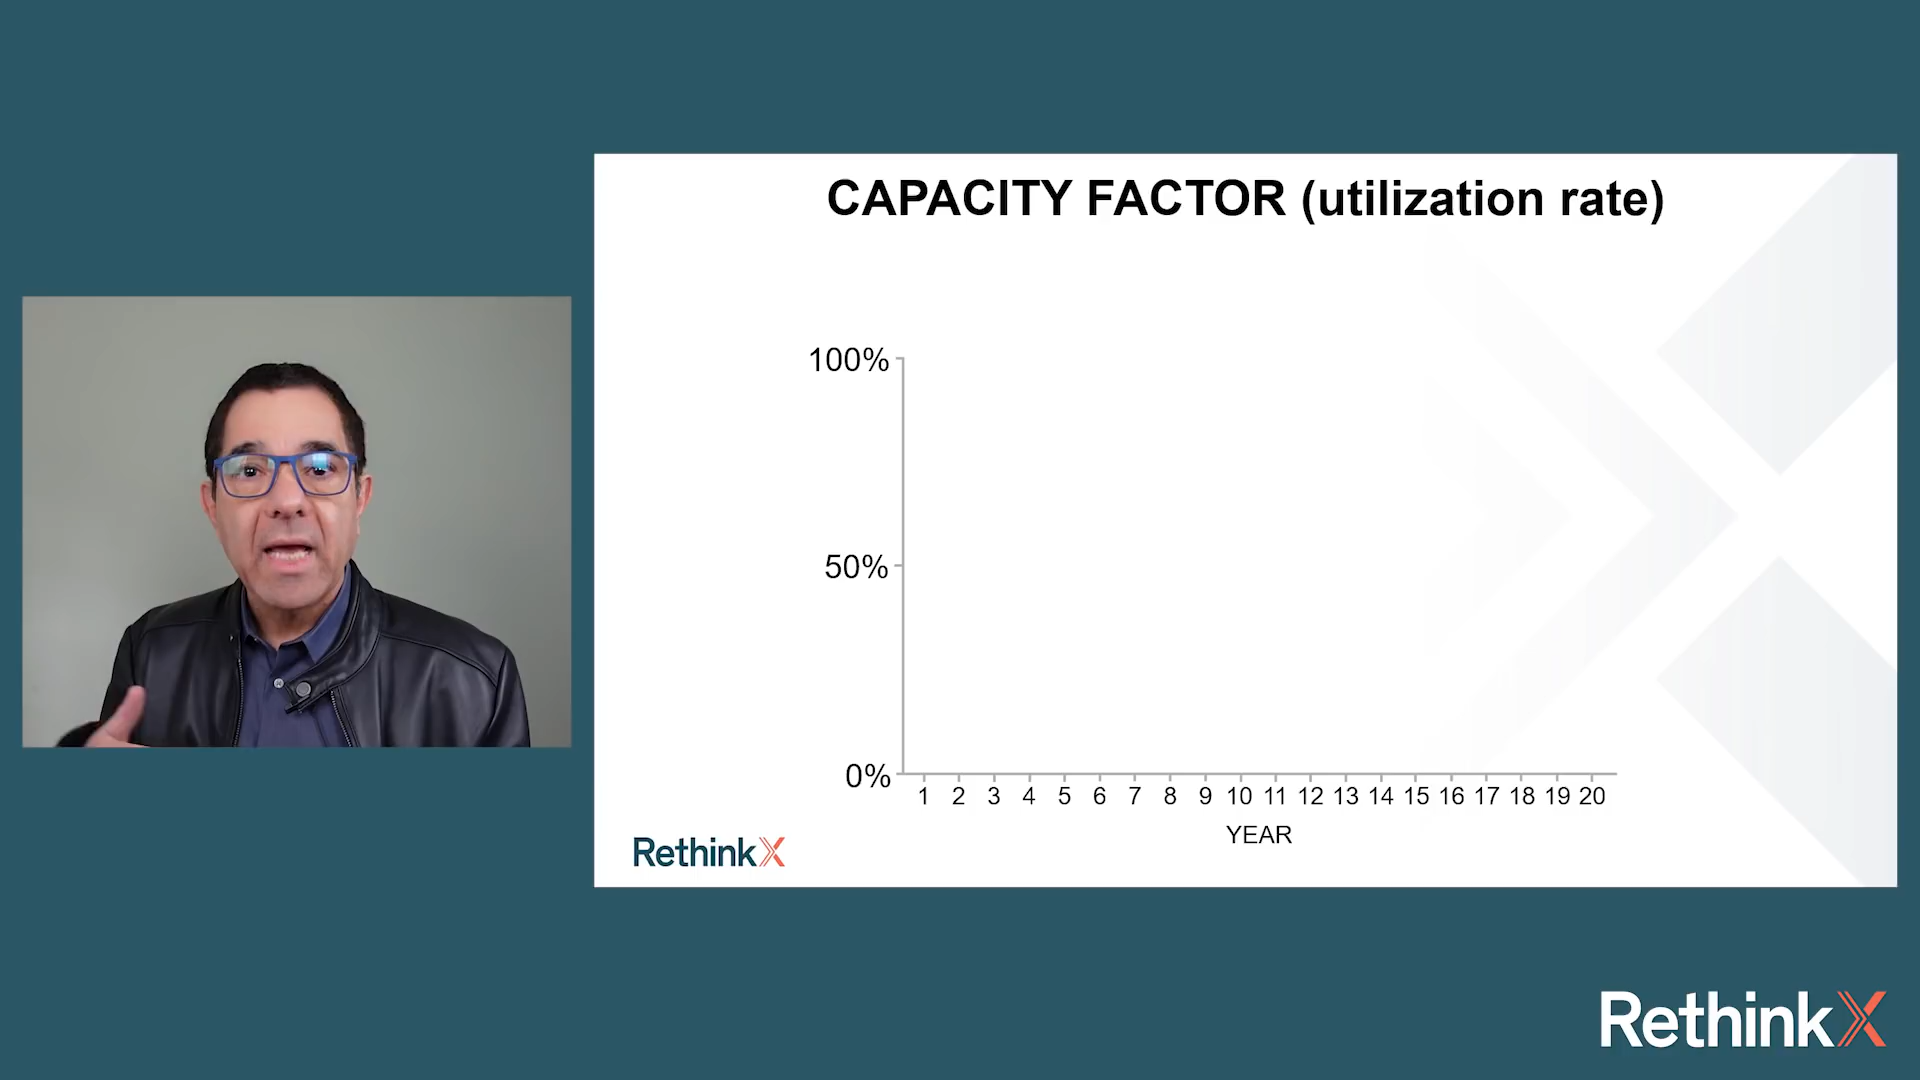 CAPACITY FACTOR (utilization rate)
100%
50%
0%
1 2 3 4 5 6 7 8 9 10 11 12 13 14 15 16 17 18 19 20
YEAR
RethinkX
RethinkX